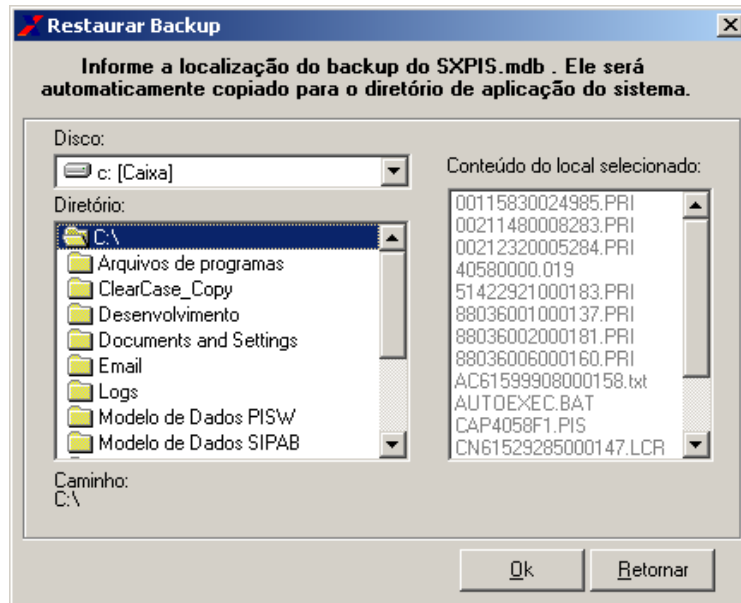 Restaurar Backup
Informe a localização do backup do SXPIS.mdb . Ele será
automaticamente copiado para o diretório de aplicação do sistema.
Disco:
c: [Caixa]
Diretório:
C:\
Arquivos de programas
ClearCase_Copy
Desenvolvimento
Documents and Settings
Email
Logs
Modelo de Dados PISW
Modelo de Dados SIPAB
Caminho:
C:\
Conteúdo do local selecionado:
00115830024985.PRI
00211480008283.PRI
00212320005284.PRI
40580000.019
51422921000183.PRI
88036001000137.PRI
88036002000181.PRI
88036006000160.PRI
AC61599908000158.txt
AUTOEXEC.BAT
CAP4058F1.PIS
CN61529285000147.LCR
Ok
Retornar